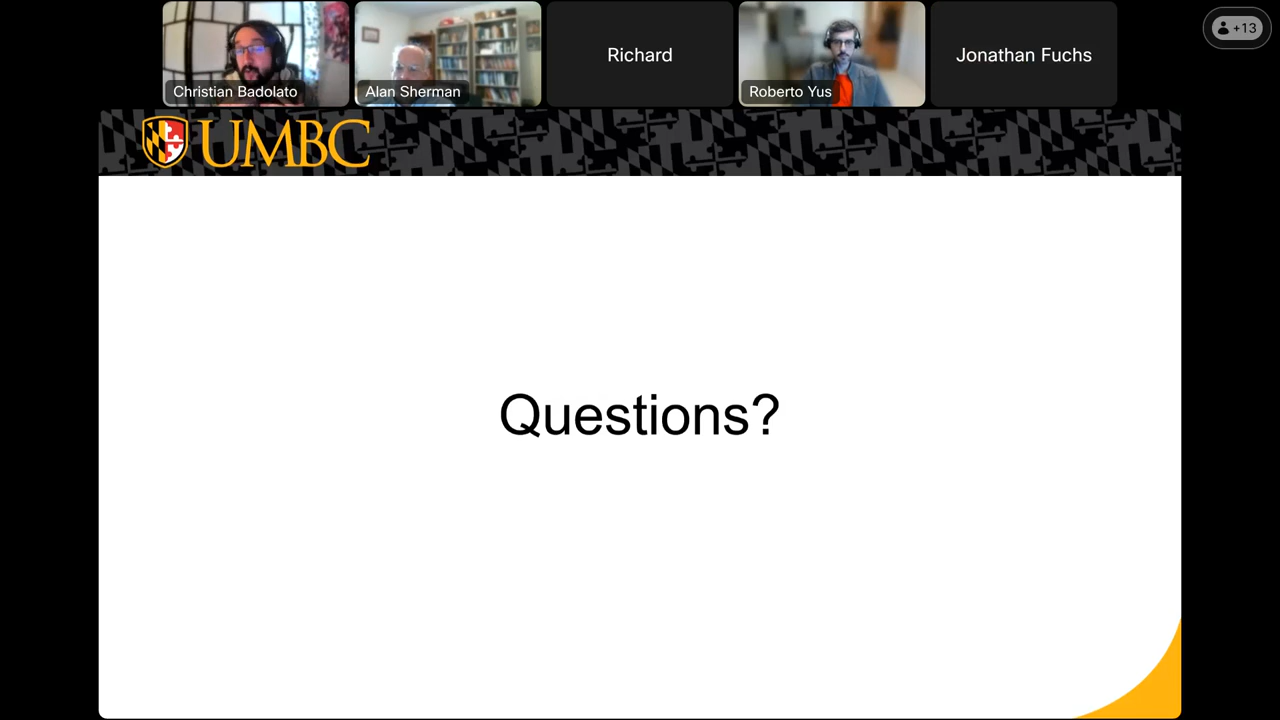 Christian Badolato
Alan Sherman
Richard
Roberto Yus
Jonathan Fuchs
+13
UMBC
Questions?